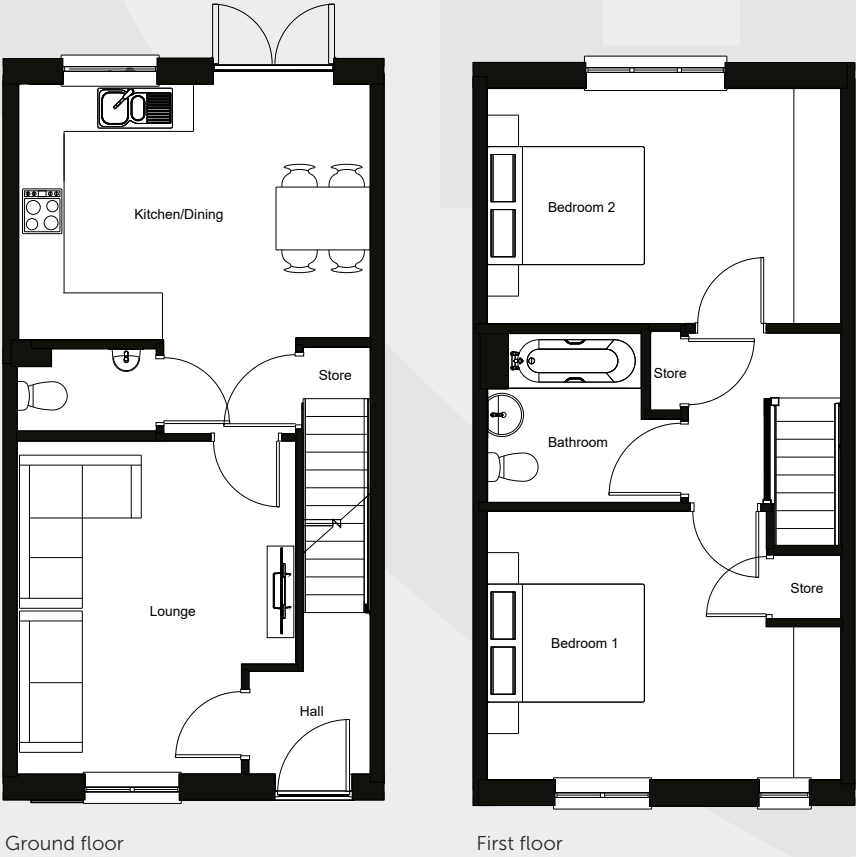 Kitchen/Dining
Store
Lounge
Hall
Ground floor
Bedroom 2
Store
Bathroom
Store
Bedroom 1
First floor